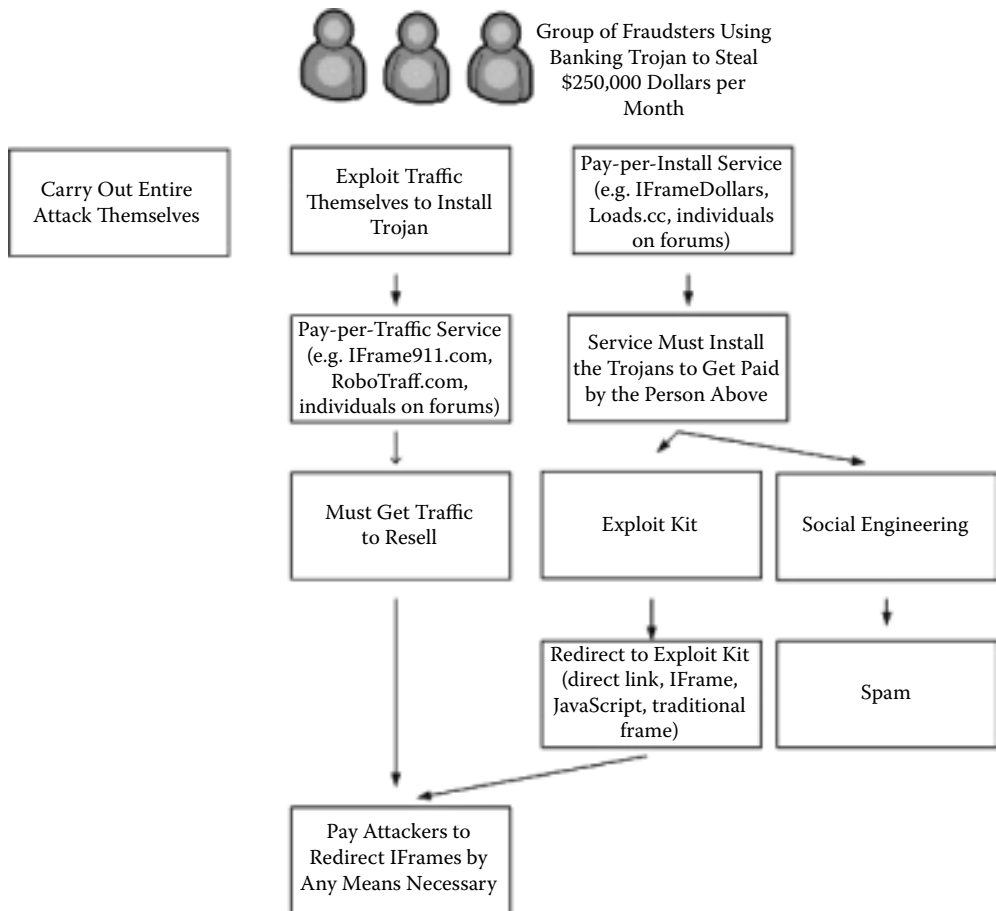 Group of Fraudsters Using
Banking Trojan to Steal
$250,000 Dollars per
Month
Carry Out Entire
Attack Themselves
Exploit Traffic
Themselves to Install
Trojan
Pay-per-Install Service
(e.g. IFrameDollars,
Loads.cc, individuals
on forums)
Pay-per-Traffic Service
(e.g. IFrame911.com,
RoboTraff.com,
individuals on forums)
Service Must Install
the Trojans to Get Paid
by the Person Above
Must Get Traffic
to Resell
Exploit Kit
Social Engineering
Redirect to Exploit Kit
(direct link, IFrame,
JavaScript, traditional
frame)
Spam
Pay Attackers to
Redirect IFrames by
Any Means Necessary